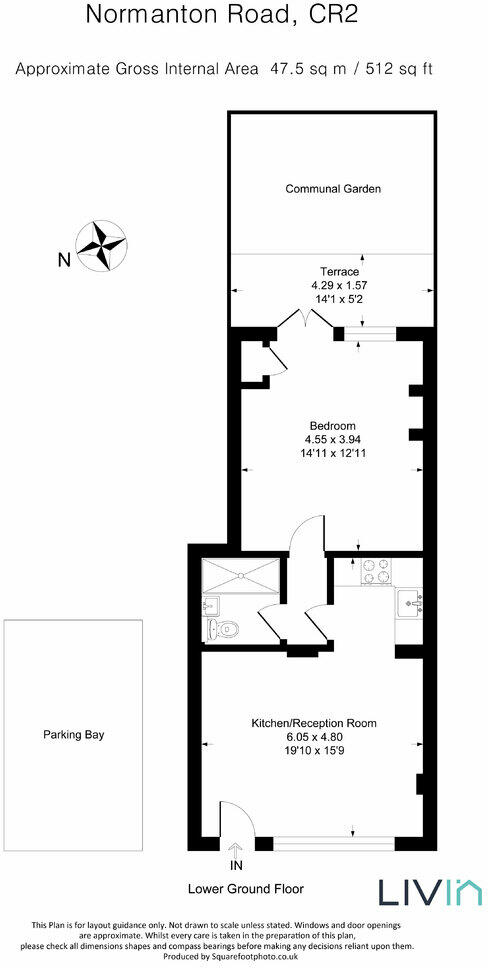 Normanton Road, CR2
Approximate Gross Internal Area 47.5 sq m / 512 sq ft
Communal Garden
N
Terrace
4.29 x 1.57
14'1 x 5'2
Bedroom
4.55 x 3.94
14'11 x 12'11
Parking Bay
Kitchen/Reception Room
6.05 x 4.80
19'10 x 15'9
IN
Lower Ground Floor
LIVIn
This Plan is for layout guidance only. Not drawn to scale unless stated. Windows and door openings
are approximate. Whilst every care is taken in the preparation of this plan,
please check all dimensions shapes and compass bearings before making any decisions reliant upon them.
Produced by Squarefootphoto.co.uk